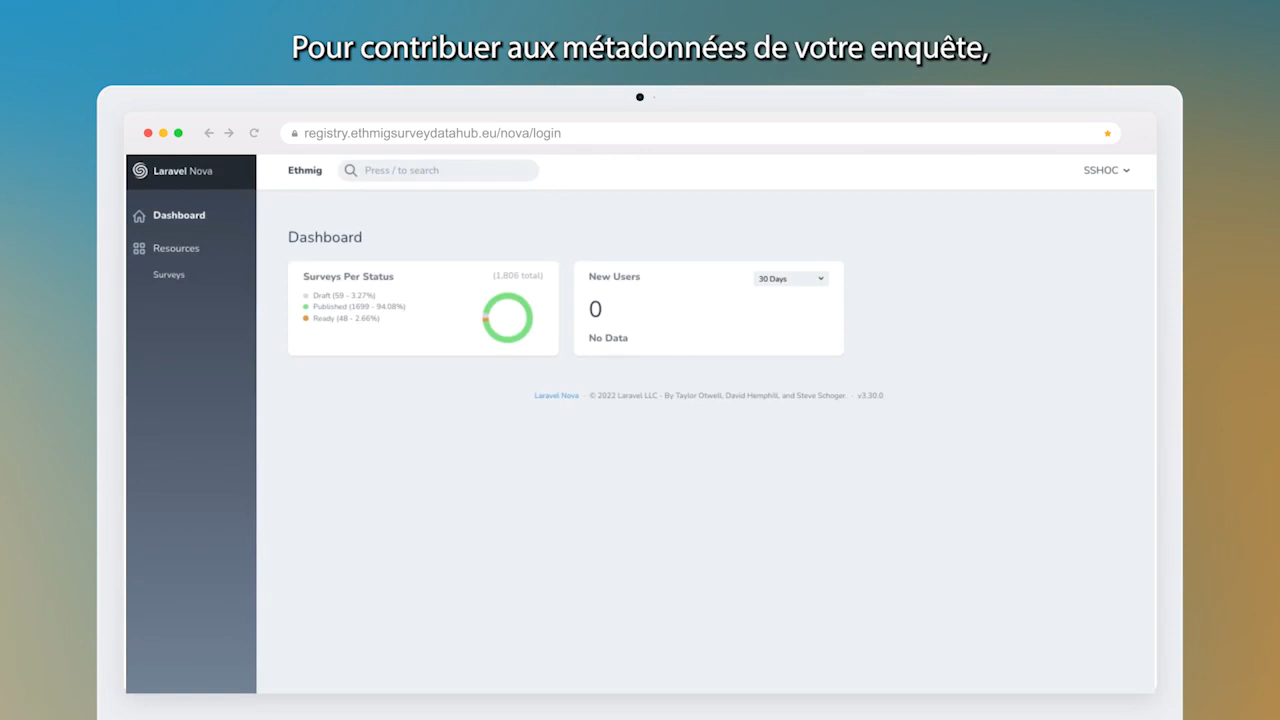 Pour contribuer aux métadonnées de votre enquête,
registry.ethmigsurveydatahub.eu/nova/login
Laravel Nova
Ethmig
Press / to search
SSHOC
Dashboard
Resources
Surveys
Dashboard
Surveys Per Status
(1,806 total)
Draft (59 - 3.27%)
Published (1699 - 94.08%)
Ready (48 - 2.66%)
New Users
30 Days
0
No Data
Laravel Nova · © 2022 Laravel LLC - By Taylor Otwell, David Hemphill, and Steve Schoger. · v3.30.0